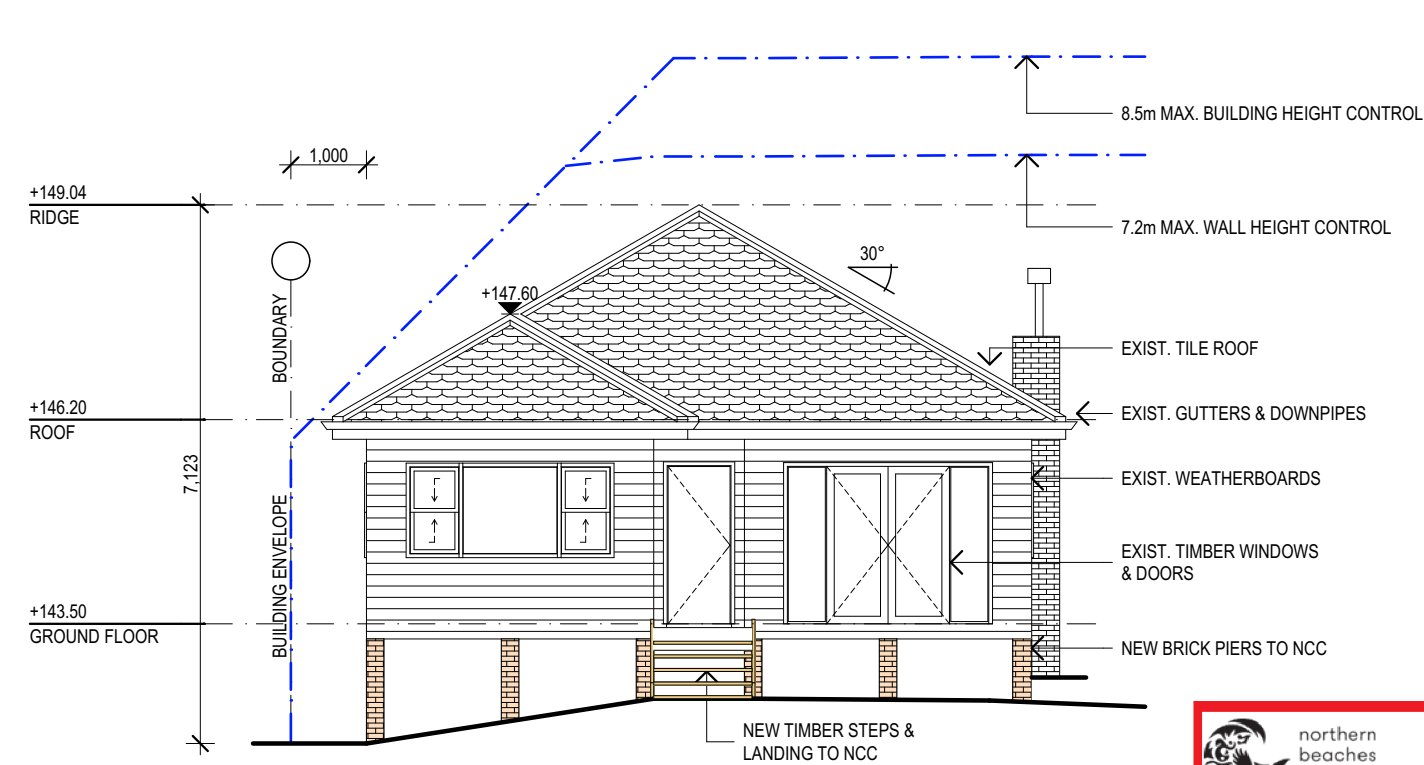 8.5m MAX. BUILDING HEIGHT CONTROL
1,000
+149.04
RIDGE
7.2m MAX. WALL HEIGHT CONTROL
30°
+147.60
BOUNDARY
EXIST. TILE ROOF
+146.20
ROOF
EXIST. GUTTERS & DOWNPIPES
7,123
EXIST. WEATHERBOARDS
BUILDING ENVELOPE
EXIST. TIMBER WINDOWS
& DOORS
+143.50
GROUND FLOOR
NEW BRICK PIERS TO NCC
NEW TIMBER STEPS &
LANDING TO NCC
northern
beaches